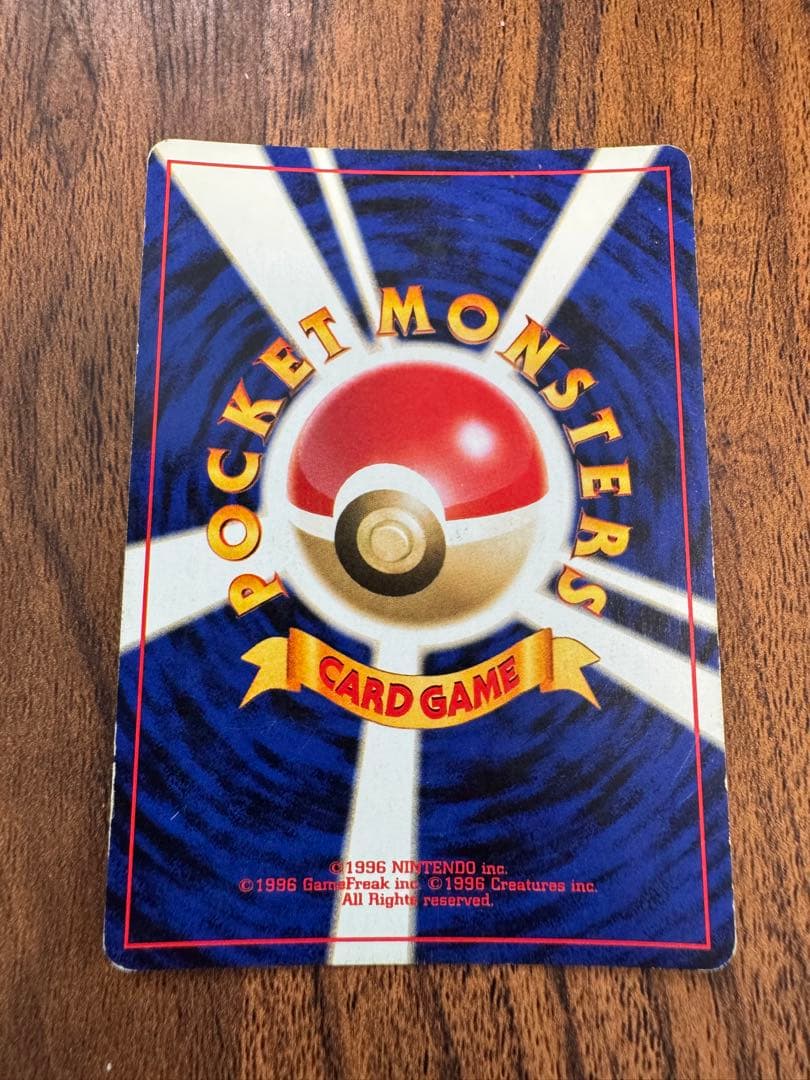 POCKET MONSTERS
CARD GAME
©1996 NINTENDO inc.
©1996 GameFreak inc. ©1996 Creatures inc.
All Rights reserved.